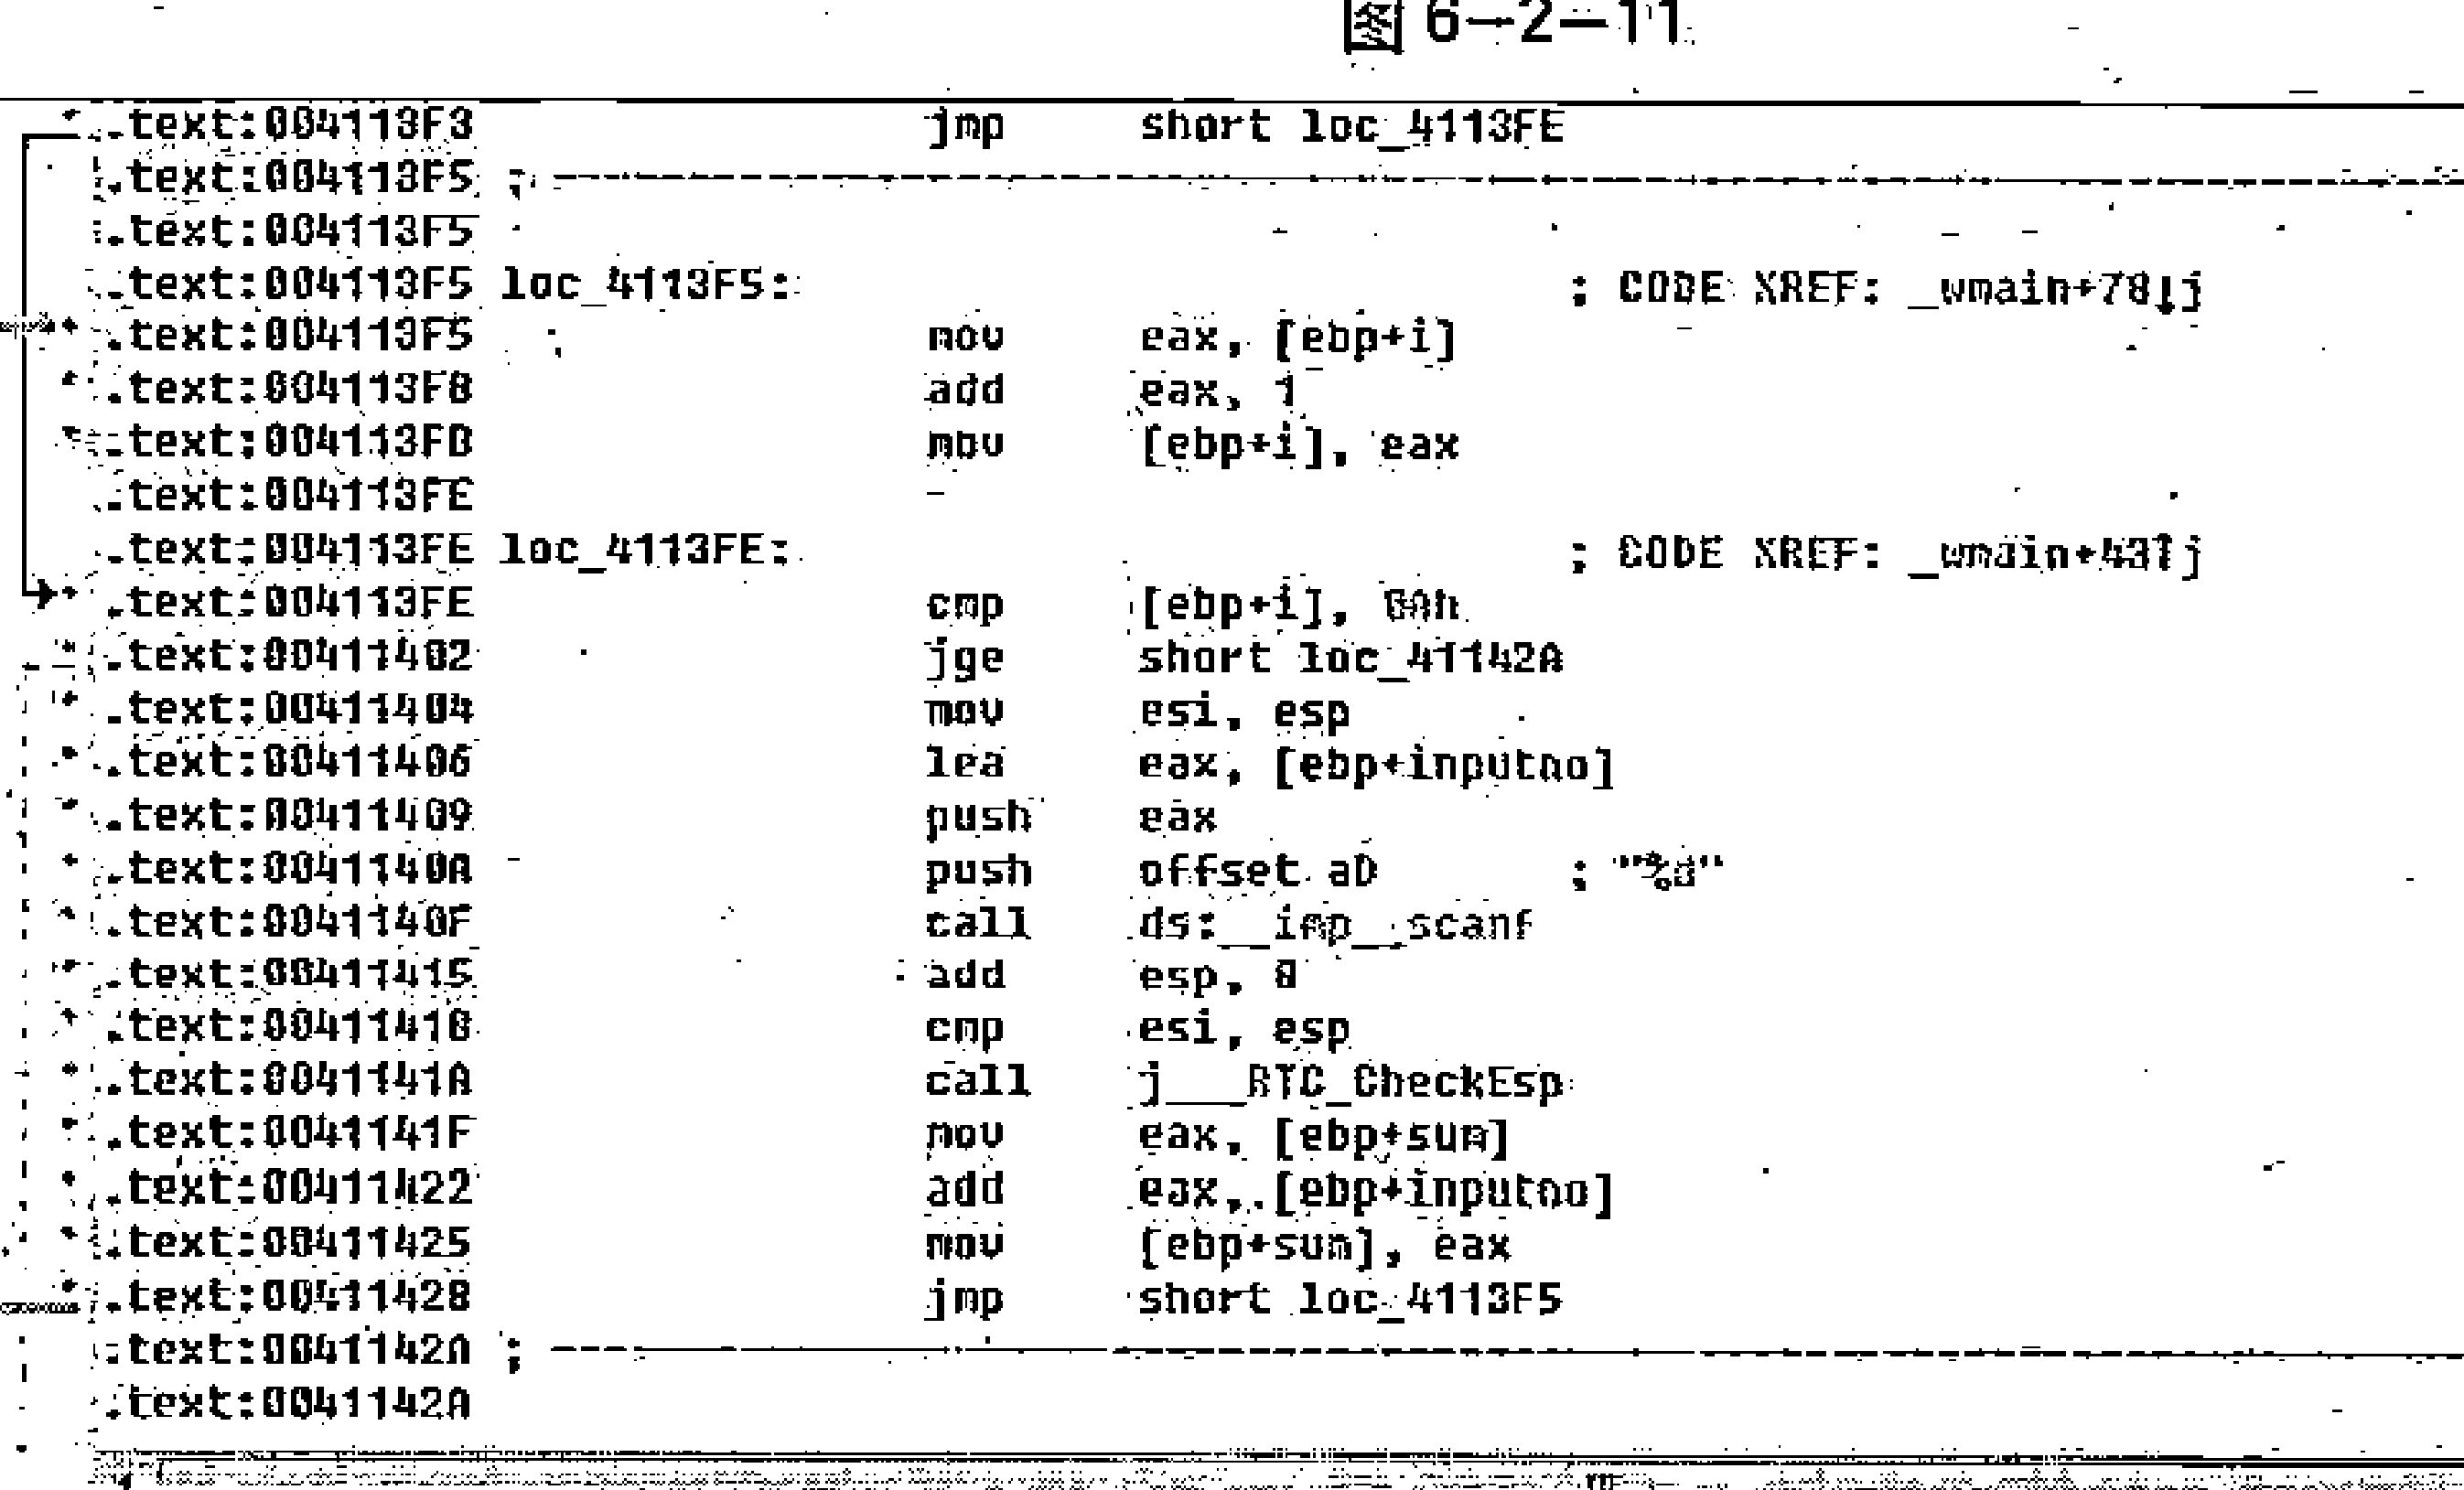 图 6-2-11
.text:004113F3 jmp short loc_4113FE
.text:004113F5 ; ---------------------------------------------------------------------------
.text:004113F5
.text:004113F5 loc_4113F5: ; CODE XREF: _wmain+78↓j
.text:004113F5 mov eax, [ebp+i]
.text:004113F8 add eax, 1
.text:004113FB mov [ebp+i], eax
.text:004113FE
.text:004113FE loc_4113FE: ; CODE XREF: _wmain+43↑j
.text:004113FE cmp [ebp+i], 0Ah
.text:00411402 jge short loc_41142A
.text:00411404 mov esi, esp
.text:00411406 lea eax, [ebp+inputno]
.text:00411409 push eax
.text:0041140A push offset aD ; "%d"
.text:0041140F call ds:__imp__scanf
.text:00411415 add esp, 8
.text:00411418 cmp esi, esp
.text:0041141A call j___RTC_CheckEsp
.text:0041141F mov eax, [ebp+sum]
.text:00411422 add eax, [ebp+inputno]
.text:00411425 mov [ebp+sum], eax
.text:00411428 jmp short loc_4113F5
.text:0041142A ; ---------------------------------------------------------------------------
.text:0041142A